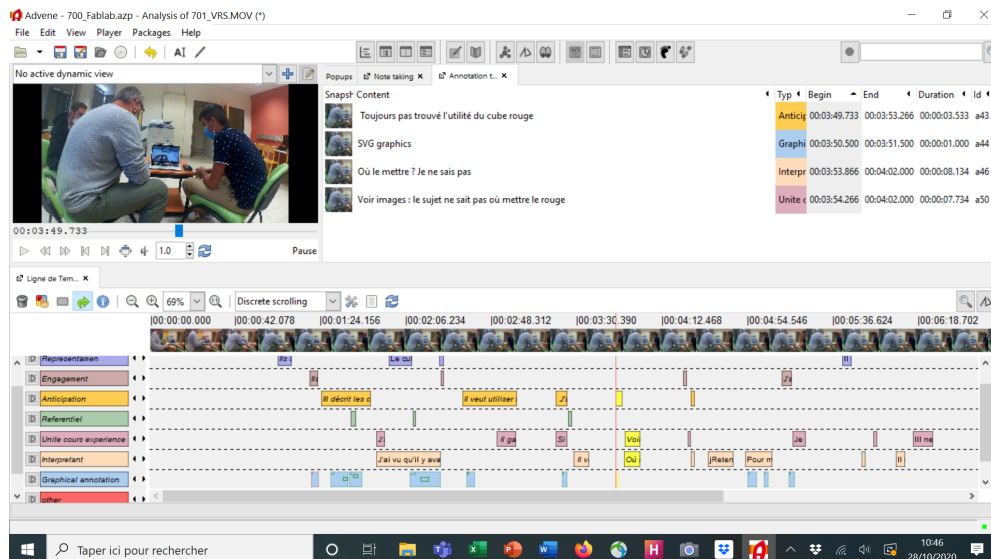 Advene - 700_Fablab.azp - Analysis of 701_VRS.MOV (*)
File Edit View Player Packages Help
No active dynamic view
Popups Note taking Annotation t...
Snapsh Content Typ Begin End Duration Id
Toujours pas trouvé l'utilité du cube rouge Anticip 00:03:49.733 00:03:53.266 00:00:03.533 a43
SVG graphics Graphi 00:03:50.500 00:03:51.500 00:00:01.000 a44
Où le mettre ? Je ne sais pas Interpr 00:03:53.866 00:04:02.000 00:00:08.134 a46
Voir images : le sujet ne sait pas où mettre le rouge Unite c 00:03:54.266 00:04:02.000 00:00:07.734 a50
00:03:49.733
1.0 Pause
Ligne de Tem...
69% Discrete scrolling
|00:00:00.000 |00:00:42.078 |00:01:24.156 |00:02:06.234 |00:02:48.312 |00:03:30.390 |00:04:12.468 |00:04:54.546 |00:05:36.624 |00:06:18.702
Representamen Le cu
Engagement
Anticipation Il décrit les c Il veut utiliser
Referentiel
Unite cours experience J' Il ga Si Voi Je Ill ne
Interpretant J'ai vu qu'il y ava Il v Où jReten Pour m Il
Graphical annotation
other
Taper ici pour rechercher
10:46
28/10/2020